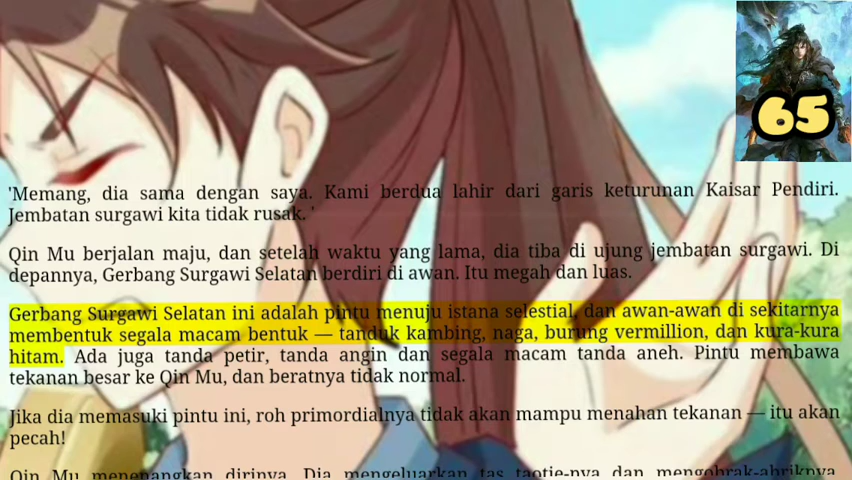 65
'Memang, dia sama dengan saya. Kami berdua lahir dari garis keturunan Kaisar Pendiri.
Jembatan surgawi kita tidak rusak. '
Qin Mu berjalan maju, dan setelah waktu yang lama, dia tiba di ujung jembatan surgawi. Di
depannya, Gerbang Surgawi Selatan berdiri di awan. Itu megah dan luas.
Gerbang Surgawi Selatan ini adalah pintu menuju istana selestial, dan awan-awan di sekitarnya
membentuk segala macam bentuk — tanduk kambing, naga, burung vermillion, dan kura-kura
hitam. Ada juga tanda petir, tanda angin dan segala macam tanda aneh. Pintu membawa
tekanan besar ke Qin Mu, dan beratnya tidak normal.
Jika dia memasuki pintu ini, roh primordialnya tidak akan mampu menahan tekanan — itu akan
pecah!
Qin Mu menenangkan dirinya. Dia mengeluarkan tas taotie-nya dan mengobrak-abriknya.